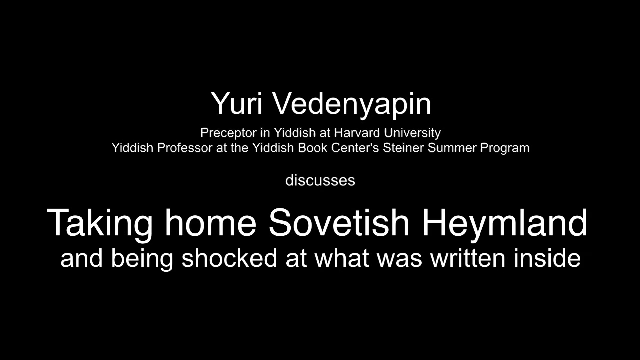 Yuri Vedenyapin
Preceptor in Yiddish at Harvard University
Yiddish Professor at the Yiddish Book Center's Steiner Summer Program
discusses
Taking home Sovetish Heymland
and being shocked at what was written inside